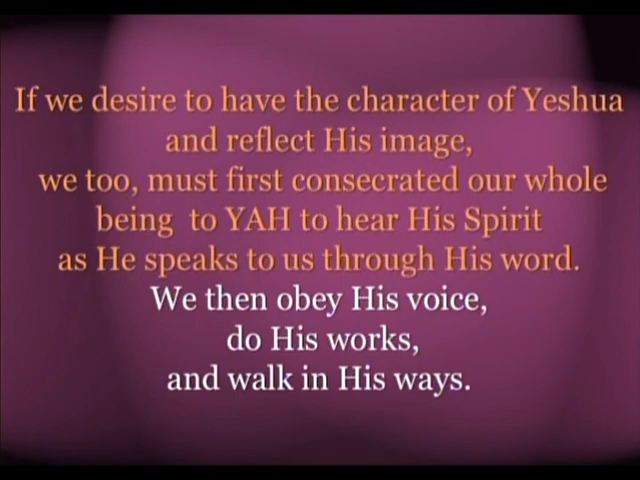 If we desire to have the character of Yeshua
and reflect His image,
we too, must first consecrated our whole
being to YAH to hear His Spirit
as He speaks to us through His word.
We then obey His voice,
do His works,
and walk in His ways.